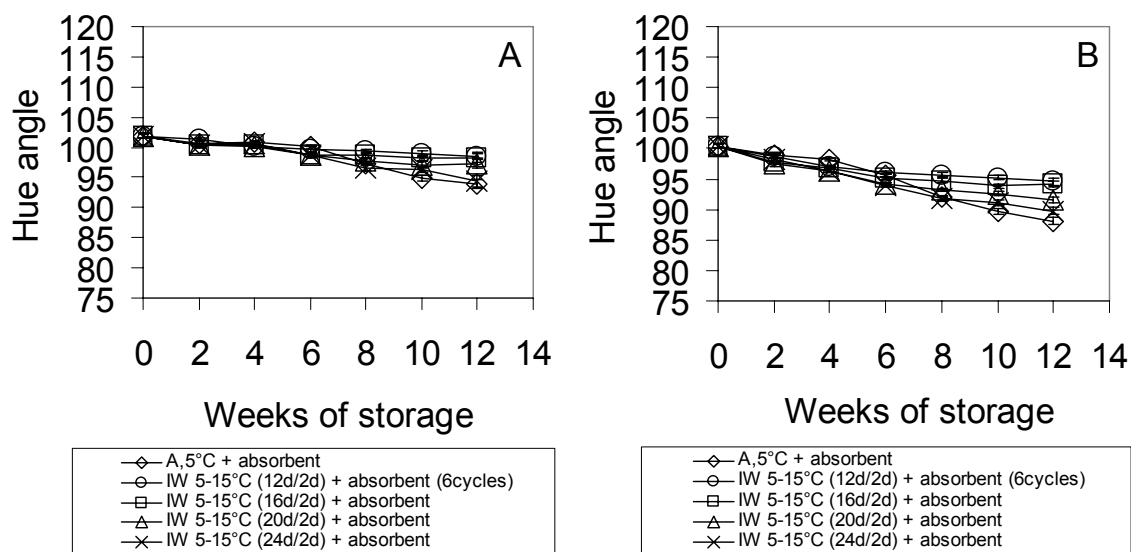 A
Hue angle
120
115
110
105
100
95
90
85
80
75
0 2 4 6 8 10 12 14
Weeks of storage
A,5°C + absorbent
IW 5-15°C (12d/2d) + absorbent (6cycles)
IW 5-15°C (16d/2d) + absorbent
IW 5-15°C (20d/2d) + absorbent
IW 5-15°C (24d/2d) + absorbent
B
Hue angle
120
115
110
105
100
95
90
85
80
75
0 2 4 6 8 10 12 14
Weeks of storage
A,5°C + absorbent
IW 5-15°C (12d/2d) + absorbent (6cycles)
IW 5-15°C (16d/2d) + absorbent
IW 5-15°C (20d/2d) + absorbent
IW 5-15°C (24d/2d) + absorbent